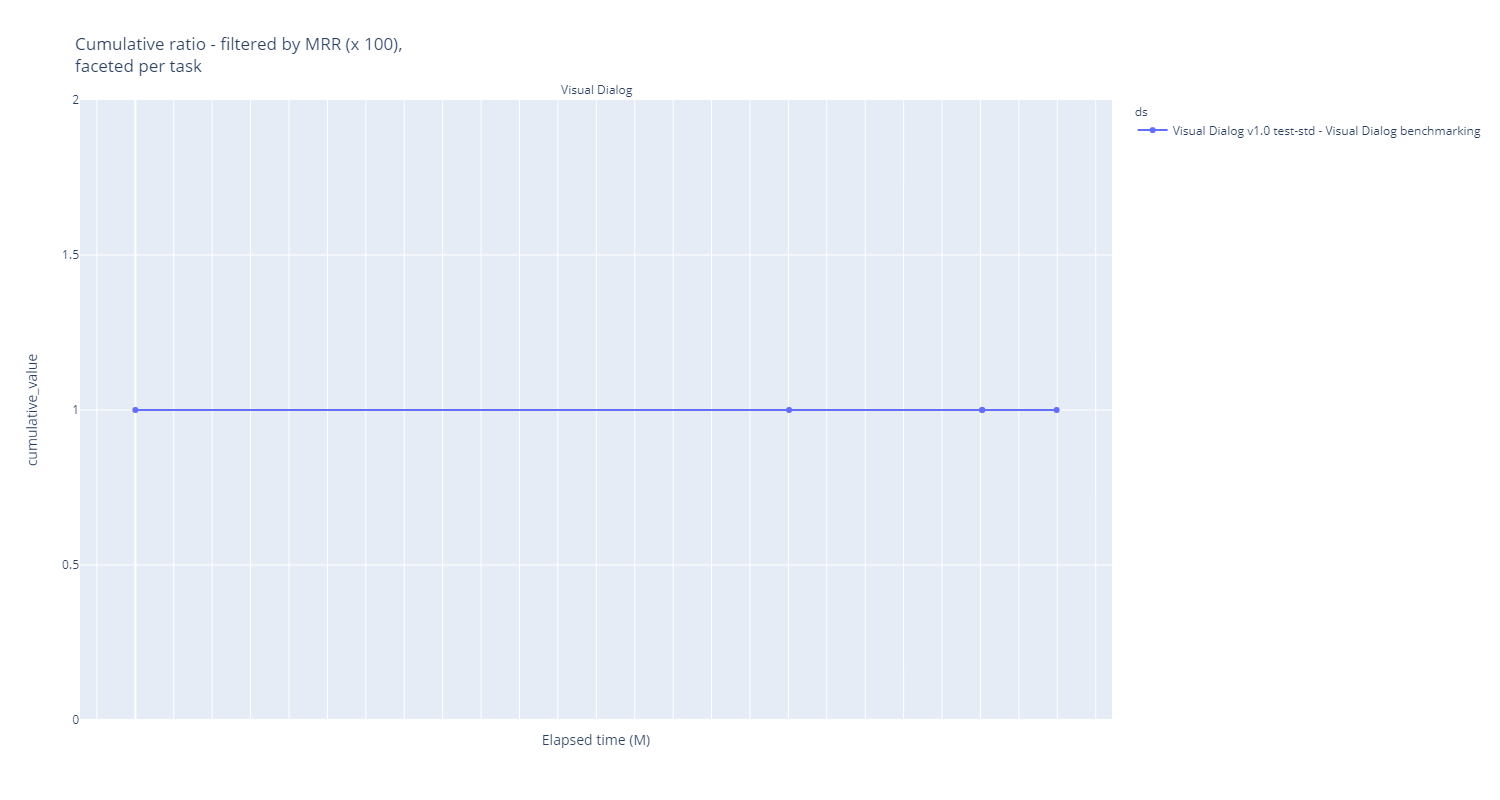 Cumulative ratio - filtered by MRR (x 100),
faceted per task
Visual Dialog
2
1.5
1
0.5
0
cumulative_value
Elapsed time (M)
ds
Visual Dialog v1.0 test-std - Visual Dialog benchmarking